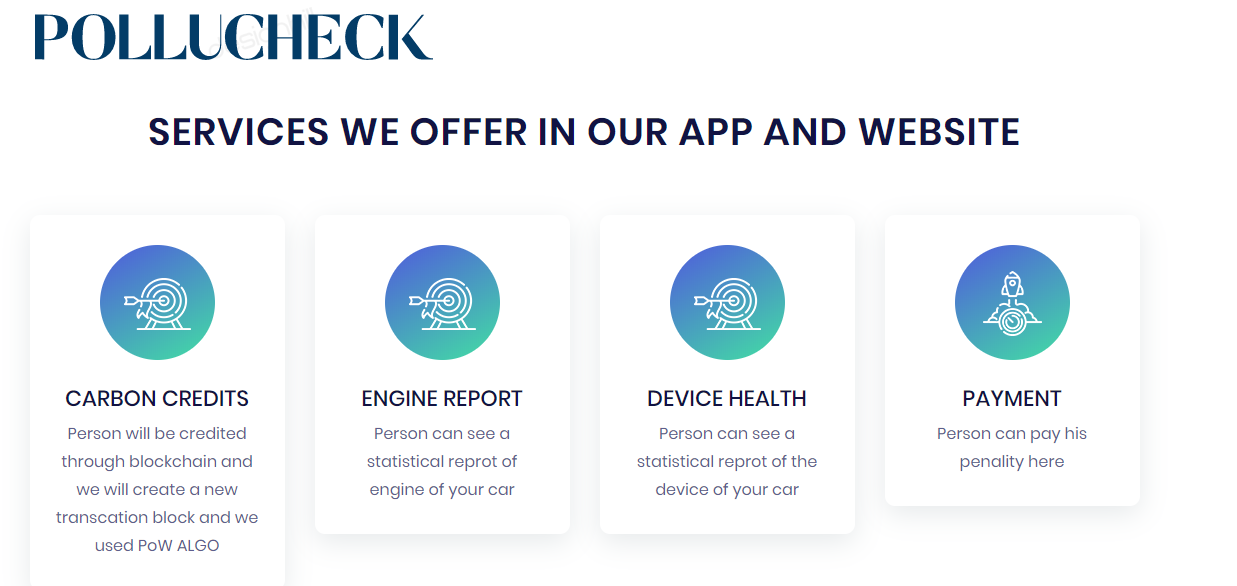 POLLUCHECK
SERVICES WE OFFER IN OUR APP AND WEBSITE
CARBON CREDITS
Person will be credited
through blockchain and
we will create a new
transcation block and we
used PoW ALGO
ENGINE REPORT
Person can see a
statistical reprot of
engine of your car
DEVICE HEALTH
Person can see a
statistical reprot of the
device of your car
PAYMENT
Person can pay his
penality here